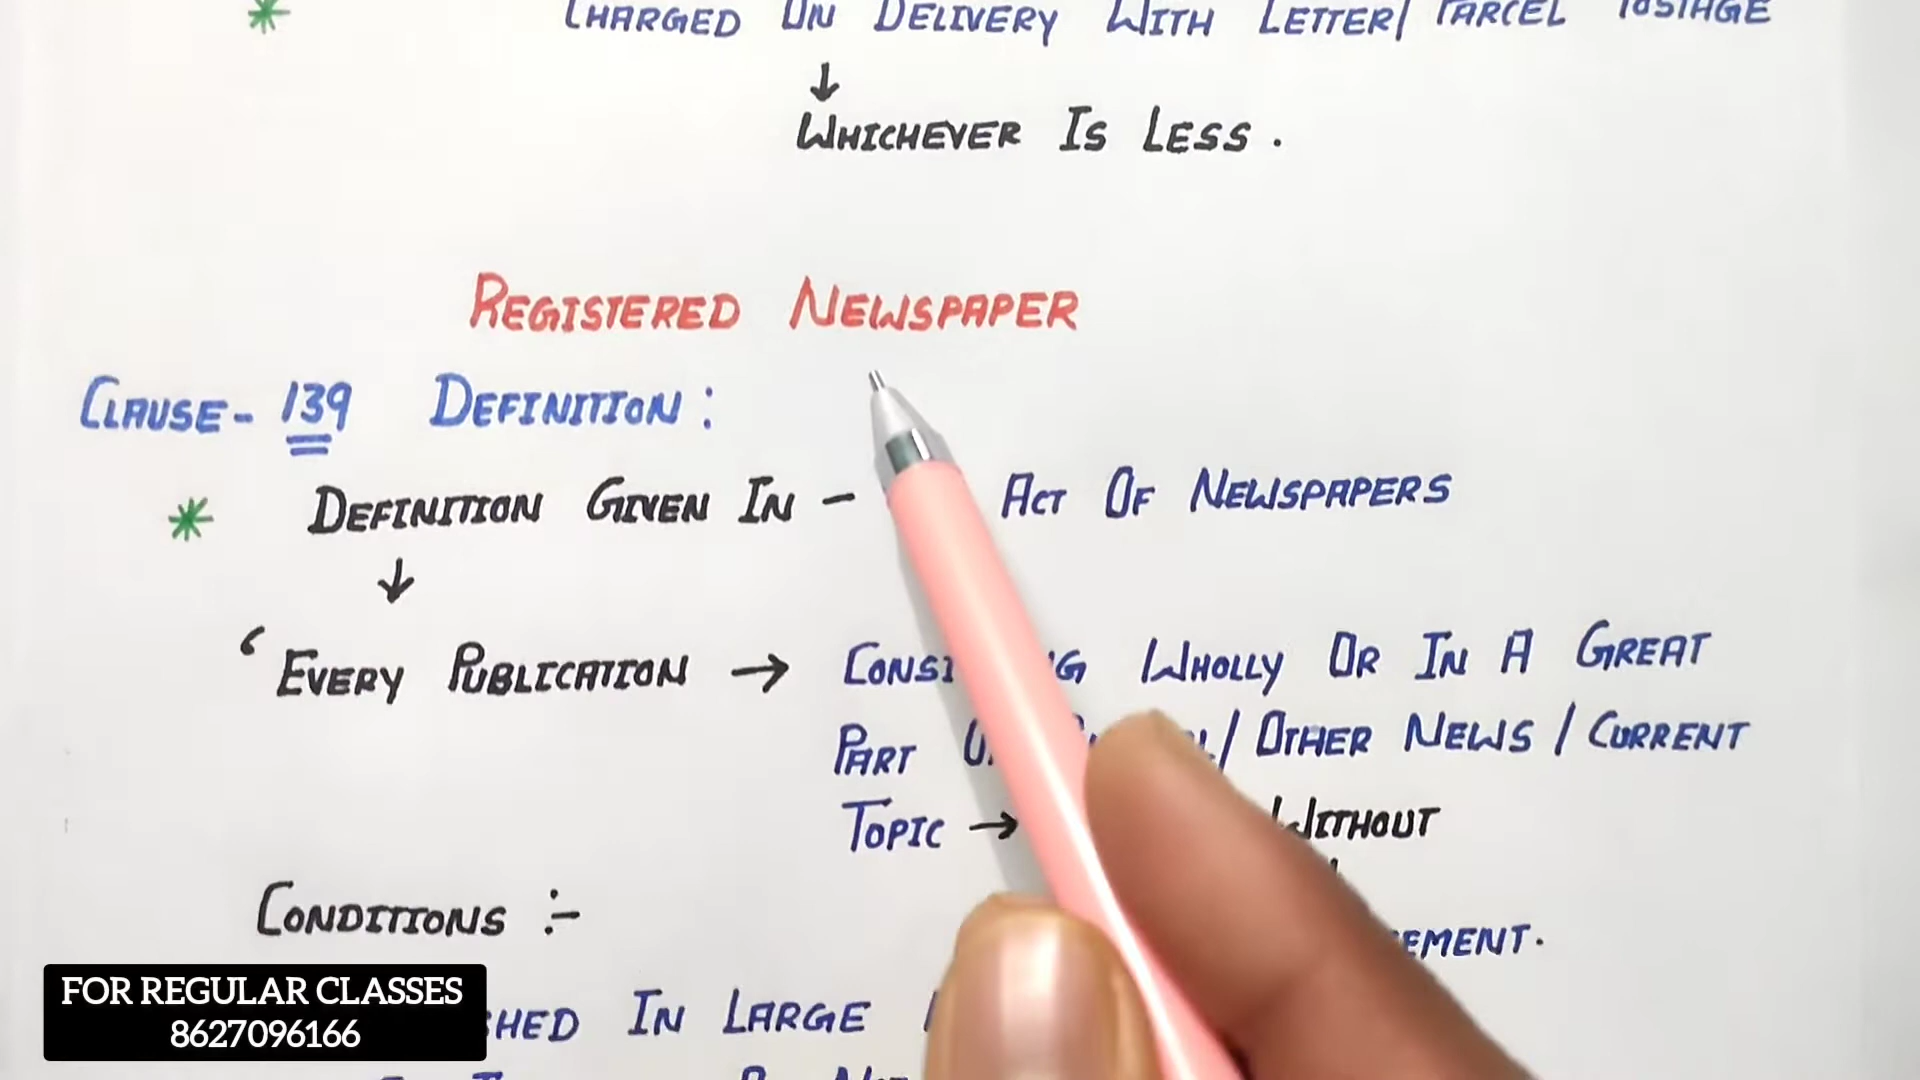 CHARGED ON DELIVERY WITH LETTER/ PARCEL POSTAGE
↓
WHICHEVER IS LESS.
REGISTERED NEWSPAPER
CLAUSE- 139 DEFINITION:
* DEFINITION GIVEN IN - ACT OF NEWSPAPERS
↓
‘EVERY PUBLICATION → WHOLLY OR IN A GREAT
PART / OTHER NEWS / CURRENT
TOPIC → WITHOUT
CONDITIONS :-
IN LARGE
FOR REGULAR CLASSES
8627096166